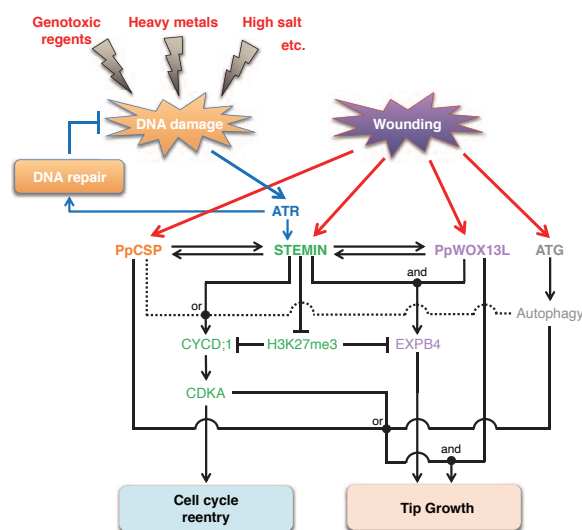 Genotoxic
regents
Heavy metals
High salt
etc.
DNA damage
Wounding
DNA repair
ATR
PpCSP
STEMIN
PpWOX13L
ATG
and
or
Autophagy
CYCD;1
H3K27me3
EXPB4
CDKA
or
and
Cell cycle
reentry
Tip Growth